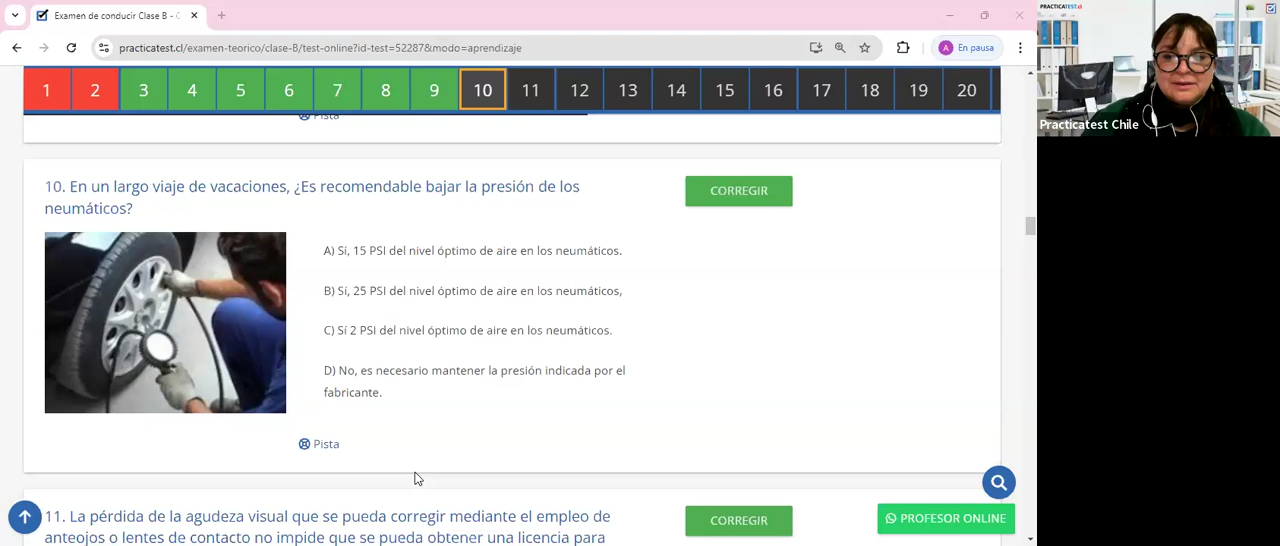 Examen de conducir Clase B - C
practicatest.cl/examen-teorico/clase-B/test-online?id-test=52287&modo=aprendizaje
A En pausa
1 2 3 4 5 6 7 8 9 10 11 12 13 14 15 16 17 18 19 20
Pista
10. En un largo viaje de vacaciones, ¿Es recomendable bajar la presión de los
neumáticos?
CORREGIR
A) Sí, 15 PSI del nivel óptimo de aire en los neumáticos.
B) Sí, 25 PSI del nivel óptimo de aire en los neumáticos,
C) Sí 2 PSI del nivel óptimo de aire en los neumáticos.
D) No, es necesario mantener la presión indicada por el
fabricante.
Pista
11. La pérdida de la agudeza visual que se pueda corregir mediante el empleo de
anteojos o lentes de contacto no impide que se pueda obtener una licencia para
CORREGIR
PROFESOR ONLINE
PRACTICATEST.cl
Practicatest Chile